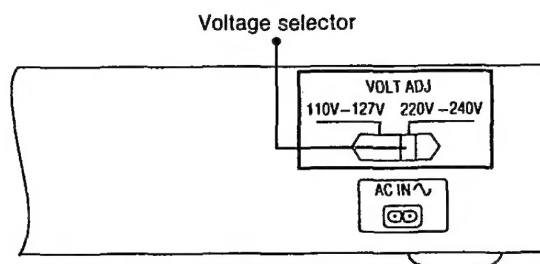 Voltage selector
VOLT ADJ
110V–127V 220V–240V
AC IN